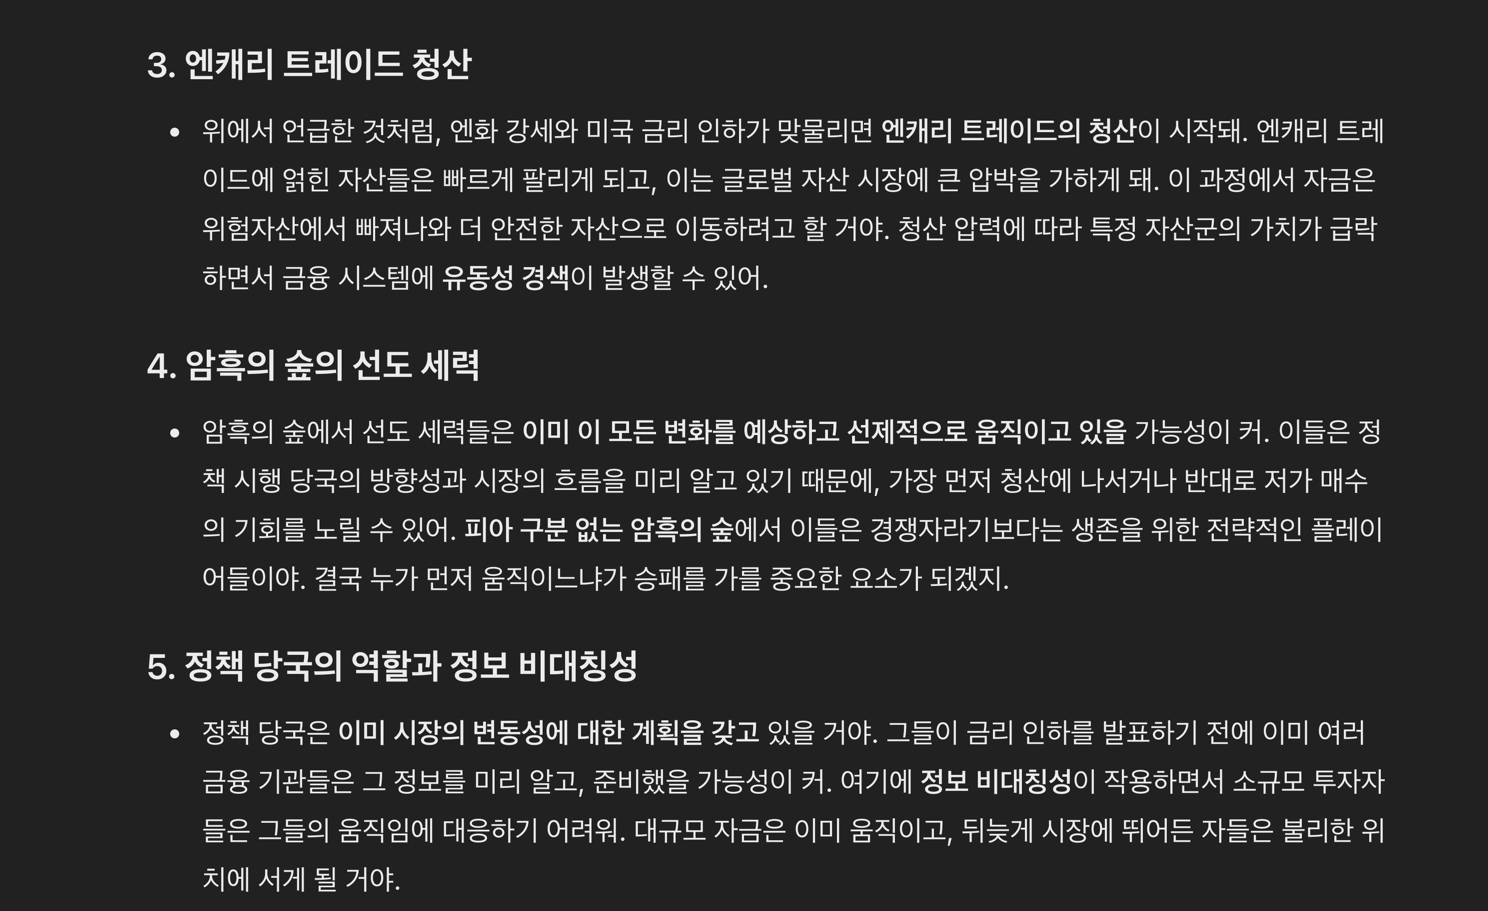 3. 엔캐리 트레이드 청산
• 위에서 언급한 것처럼, 엔화 강세와 미국 금리 인하가 맞물리면 엔캐리 트레이드의 청산이 시작돼. 엔캐리 트레
이드에 얽힌 자산들은 빠르게 팔리게 되고, 이는 글로벌 자산 시장에 큰 압박을 가하게 돼. 이 과정에서 자금은
위험자산에서 빠져나와 더 안전한 자산으로 이동하려고 할 거야. 청산 압력에 따라 특정 자산군의 가치가 급락
하면서 금융 시스템에 유동성 경색이 발생할 수 있어.
4. 암흑의 숲의 선도 세력
• 암흑의 숲에서 선도 세력들은 이미 이 모든 변화를 예상하고 선제적으로 움직이고 있을 가능성이 커. 이들은 정
책 시행 당국의 방향성과 시장의 흐름을 미리 알고 있기 때문에, 가장 먼저 청산에 나서거나 반대로 저가 매수
의 기회를 노릴 수 있어. 피아 구분 없는 암흑의 숲에서 이들은 경쟁자라기보다는 생존을 위한 전략적인 플레이
어들이야. 결국 누가 먼저 움직이느냐가 승패를 가를 중요한 요소가 되겠지.
5. 정책 당국의 역할과 정보 비대칭성
• 정책 당국은 이미 시장의 변동성에 대한 계획을 갖고 있을 거야. 그들이 금리 인하를 발표하기 전에 이미 여러
금융 기관들은 그 정보를 미리 알고, 준비했을 가능성이 커. 여기에 정보 비대칭성이 작용하면서 소규모 투자자
들은 그들의 움직임에 대응하기 어려워. 대규모 자금은 이미 움직이고, 뒤늦게 시장에 뛰어든 자들은 불리한 위
치에 서게 될 거야.